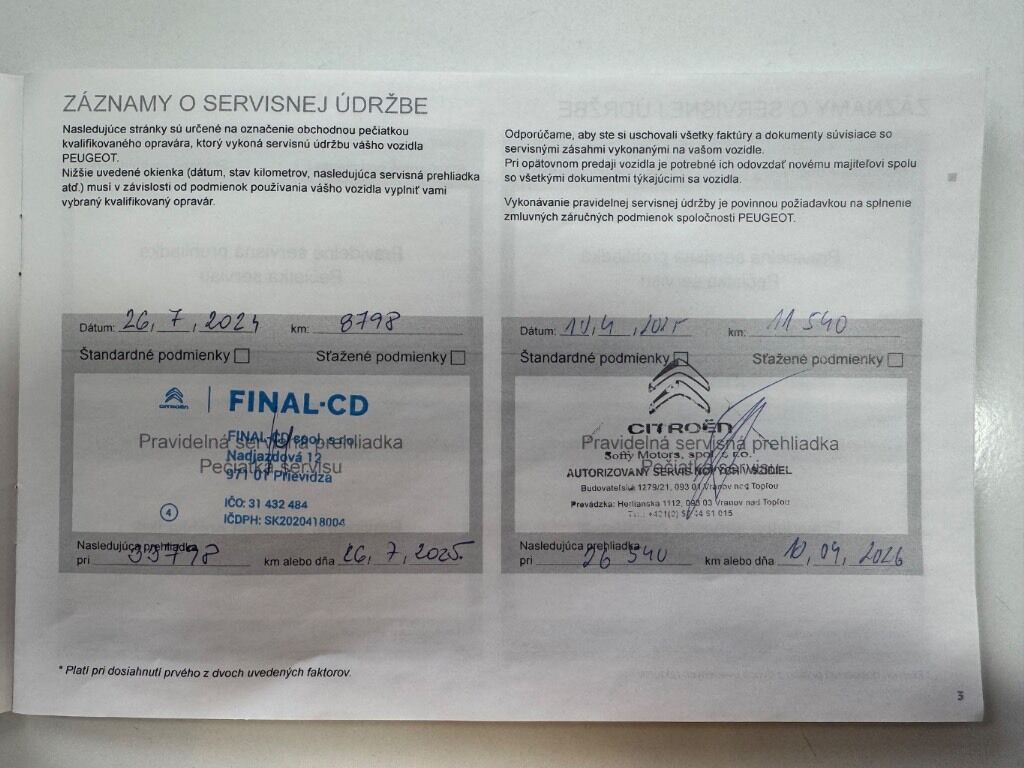 ZÁZNAMY O SERVISNEJ ÚDRŽBE
Nasledujúce stránky sú určené na označenie obchodnou pečiatkou
kvalifikovaného opravára, ktorý vykoná servisnú údržbu vášho vozidla
PEUGEOT.
Nižšie uvedené okienka (dátum, stav kilometrov, nasledujúca servisná prehliadka
atď.) musí v závislosti od podmienok používania vášho vozidla vyplniť vami
vybraný kvalifikovaný opravár.
Dátum: 26, 7, 2024 km: 8798
Štandardné podmienky Sťažené podmienky
CITROËN FINAL-CD
FINAL-CD spol. s r.o.
Pravidelná servisná prehliadka
Nadjazdová 12
Pečiatka servisu
971 01 Prievidza
IČO: 31 432 484
4
IČDPH: SK2020418004
Nasledujúca prehliadka
pri 33798 km alebo dňa 26, 7, 2025.
* Platí pri dosiahnutí prvého z dvoch uvedených faktorov.
Odporúčame, aby ste si uschovali všetky faktúry a dokumenty súvisiace so
servisnými zásahmi vykonanými na vašom vozidle.
Pri opätovnom predaji vozidla je potrebné ich odovzdať novému majiteľovi spolu
so všetkými dokumentmi týkajúcimi sa vozidla.
Vykonávanie pravidelnej servisnej údržby je povinnou požiadavkou na splnenie
zmluvných záručných podmienok spoločnosti PEUGEOT.
Dátum: 4, 2025 km: 11 540
Štandardné podmienky Sťažené podmienky
CITROËN
Pravidelná servisná prehliadka
Soffy Motors, spol. s r.o.
Pečiatka servisu
AUTORIZOVANÝ SERVIS NOVÝCH VOZIDIEL
Budovateľská 1279/21, 093 01 Vranov nad Topľou
Prevádzka: Herlianska 1112, 093 03 Vranov nad Topľou
Nasledujúca prehliadka
pri 26 540 km alebo dňa 10, 04, 2026
3